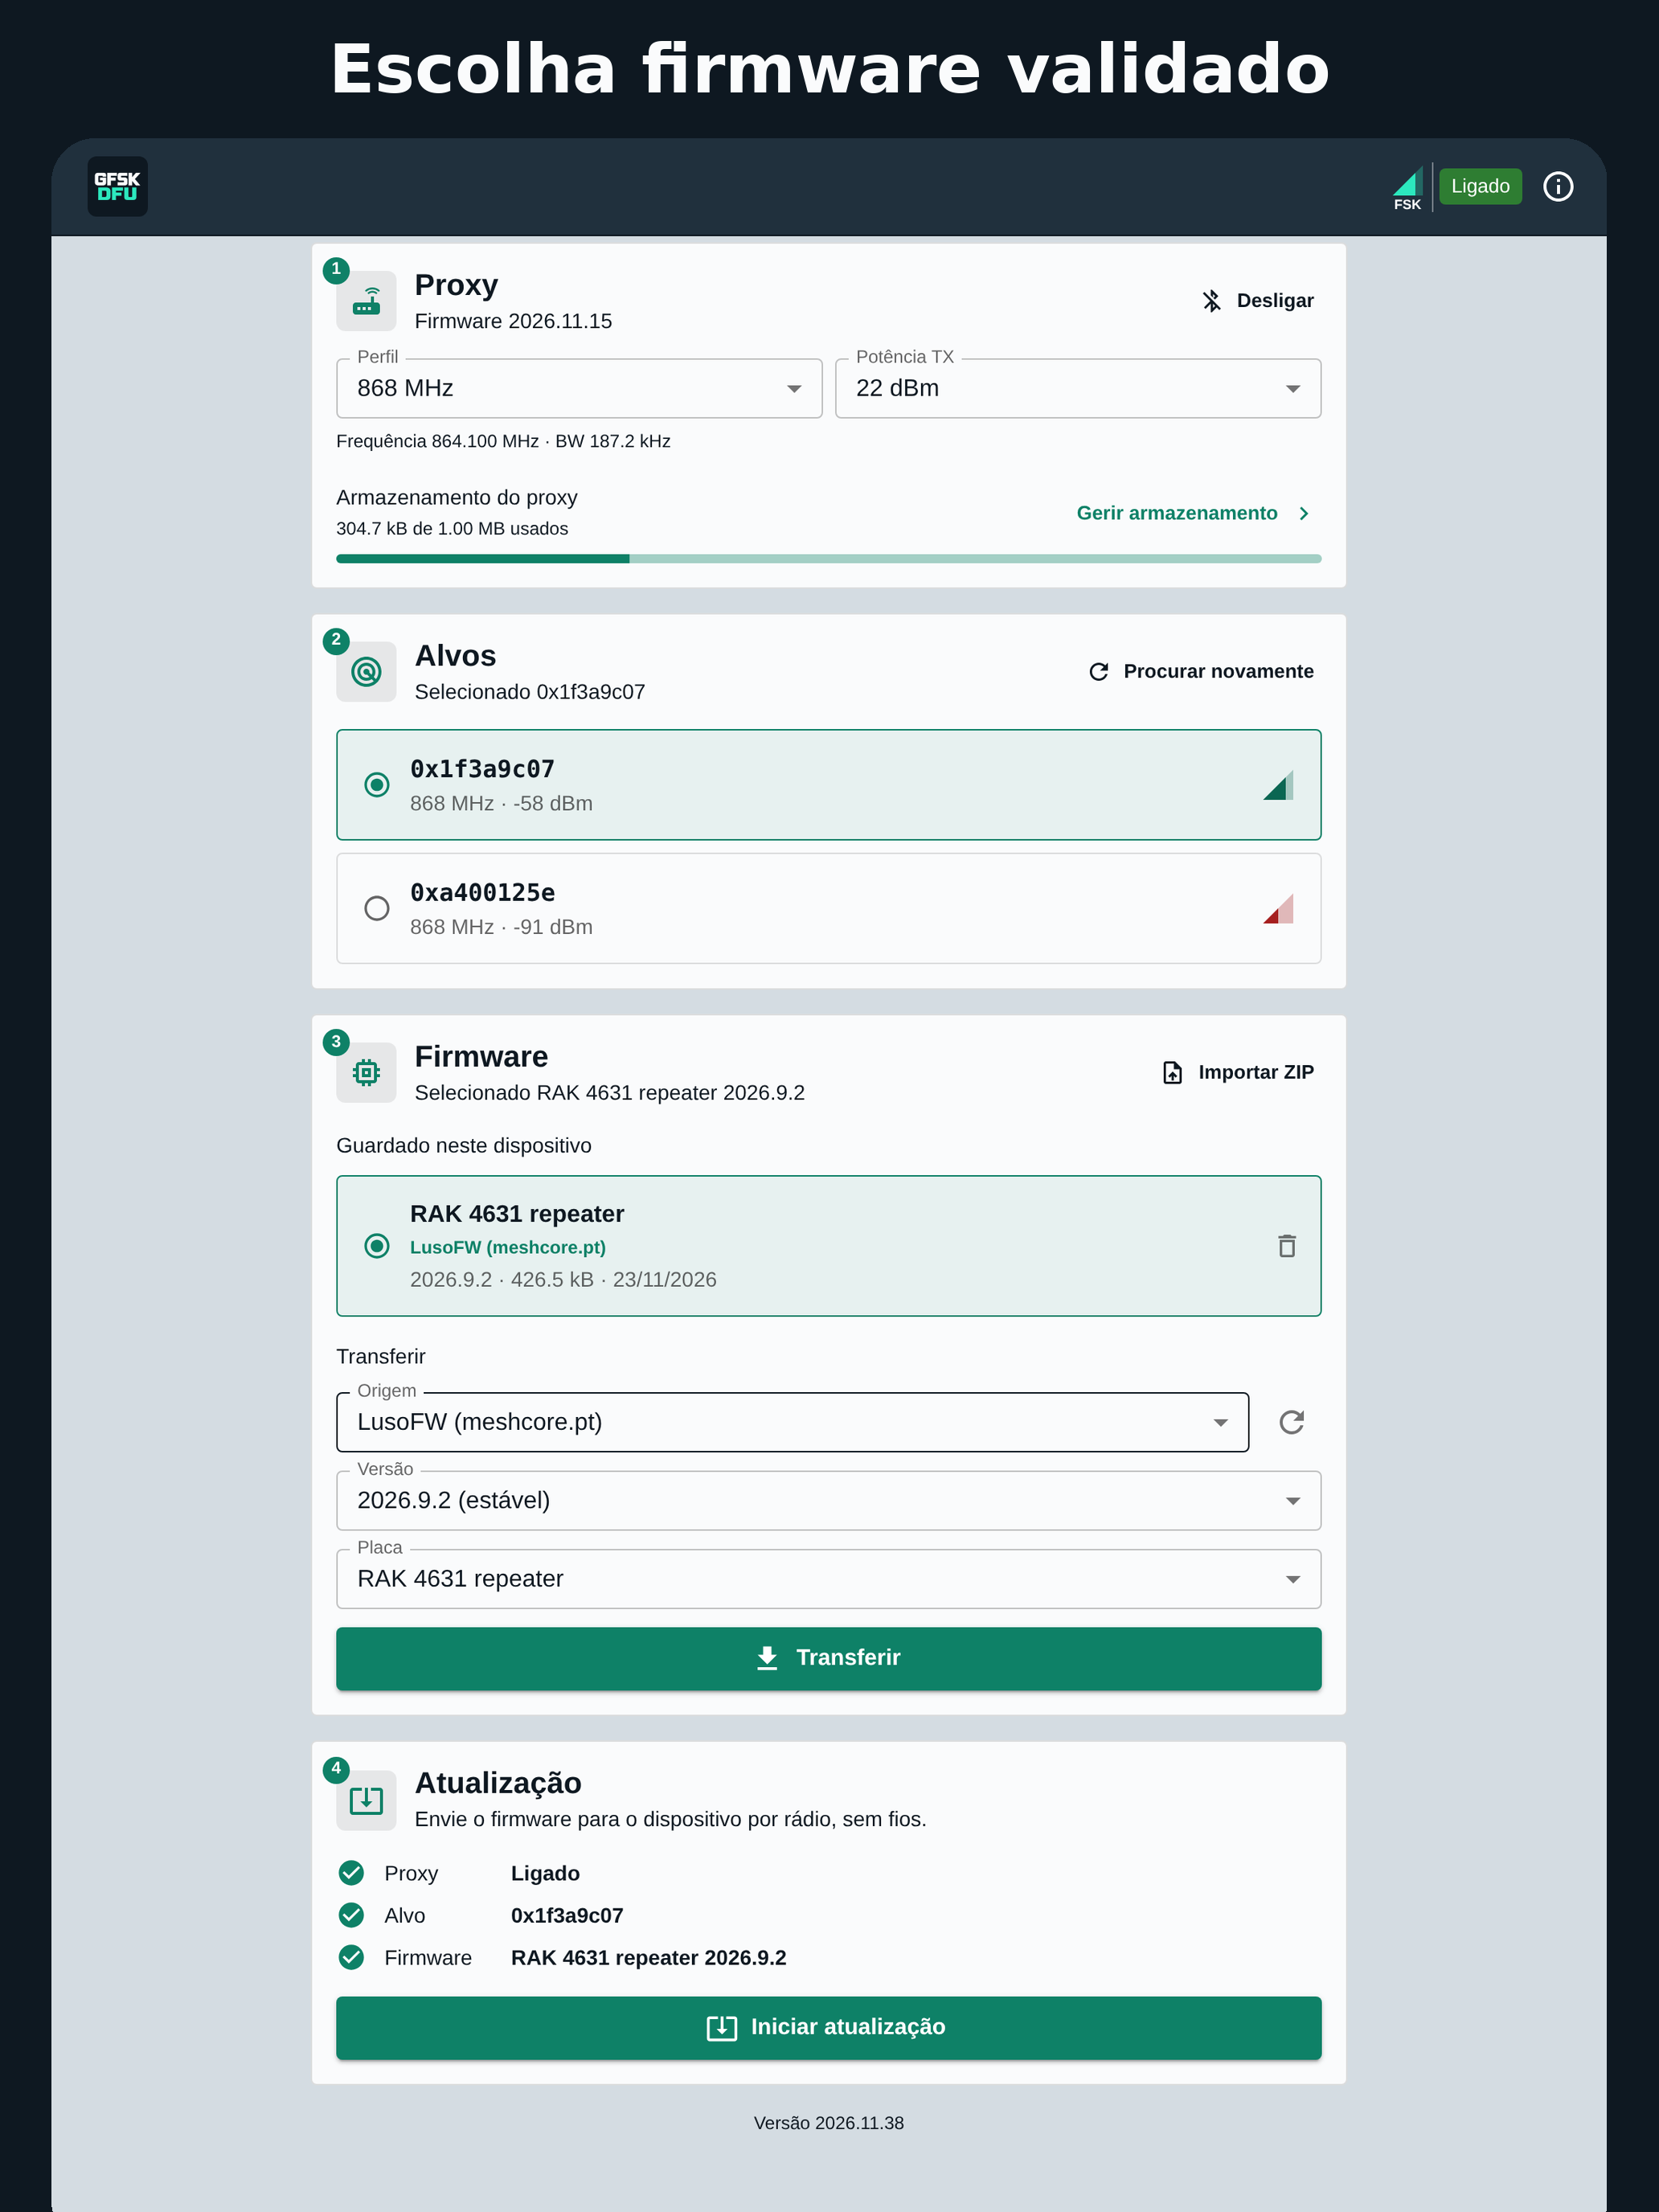 Escolha firmware validado
GFSK
DFU
FSK
Ligado
1
Proxy
Firmware 2026.11.15
Desligar
Perfil
868 MHz
Potência TX
22 dBm
Frequência 864.100 MHz · BW 187.2 kHz
Armazenamento do proxy
304.7 kB de 1.00 MB usados
Gerir armazenamento
2
Alvos
Selecionado 0x1f3a9c07
Procurar novamente
0x1f3a9c07
868 MHz · -58 dBm
0xa400125e
868 MHz · -91 dBm
3
Firmware
Selecionado RAK 4631 repeater 2026.9.2
Importar ZIP
Guardado neste dispositivo
RAK 4631 repeater
LusoFW (meshcore.pt)
2026.9.2 · 426.5 kB · 23/11/2026
Transferir
Origem
LusoFW (meshcore.pt)
Versão
2026.9.2 (estável)
Placa
RAK 4631 repeater
Transferir
4
Atualização
Envie o firmware para o dispositivo por rádio, sem fios.
Proxy Ligado
Alvo 0x1f3a9c07
Firmware RAK 4631 repeater 2026.9.2
Iniciar atualização
Versão 2026.11.38